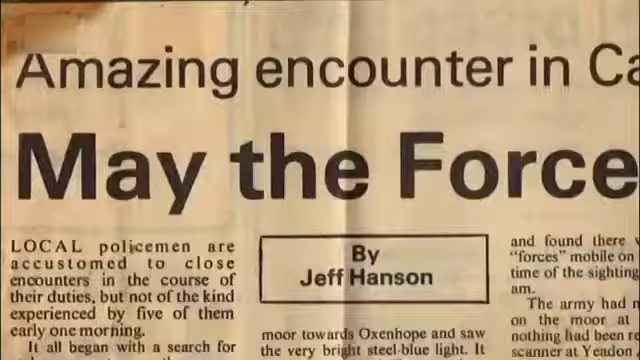 Amazing encounter in
May the Force
LOCAL policemen are
accustomed to close
encounters in the course of
their duties, but not of the kind
experienced by five of them
early one morning.
It all began with a search for
By
Jeff Hanson
moor towards Oxenhope and saw
the very bright steel-blue light. It
and found there
"forces" mobile on
time of the sighting
am.
The army had
on the moor at
nothing had been
scanner at Yeadon